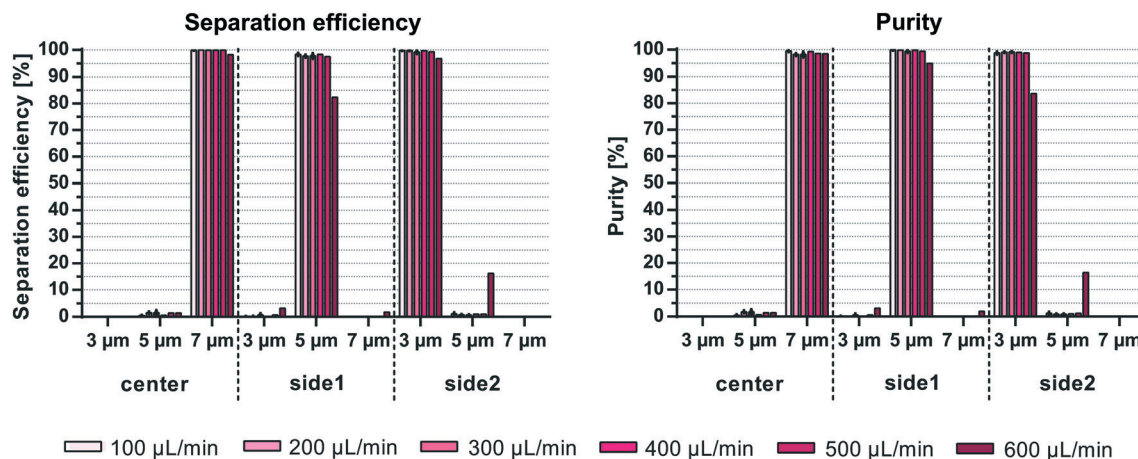 Separation efficiency
Separation efficiency [%]
100
90
80
70
60
50
40
30
20
10
0
3 µm 5 µm 7 µm 3 µm 5 µm 7 µm 3 µm 5 µm 7 µm
center side1 side2
Purity
Purity [%]
100
90
80
70
60
50
40
30
20
10
0
3 µm 5 µm 7 µm 3 µm 5 µm 7 µm 3 µm 5 µm 7 µm
center side1 side2
100 µL/min 200 µL/min 300 µL/min 400 µL/min 500 µL/min 600 µL/min